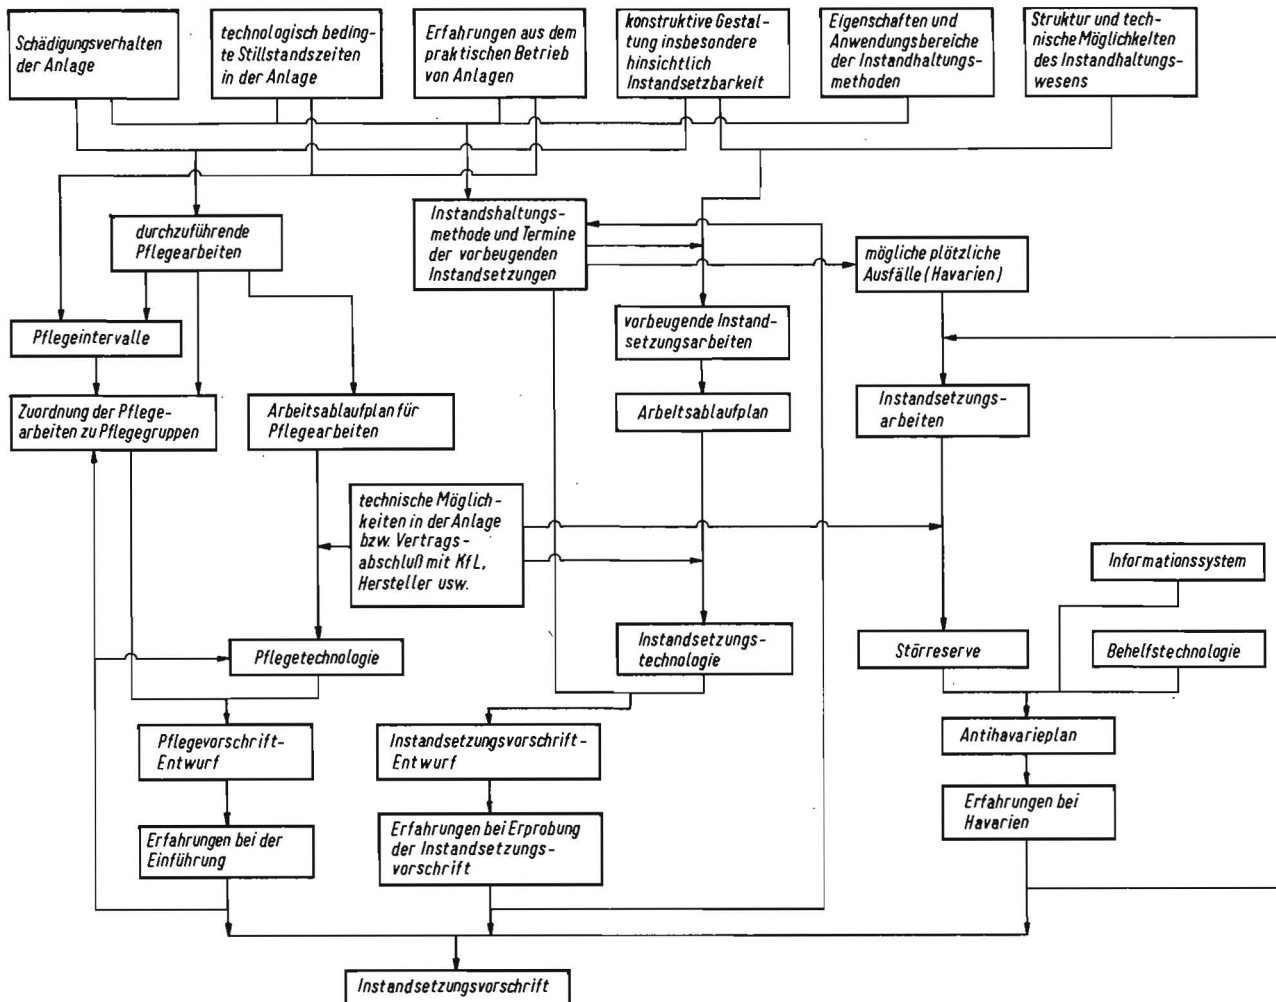 Schädigungsverhalten
der Anlage
technologisch beding-
te Stillstandszeiten
in der Anlage
Erfahrungen aus dem
praktischen Betrieb
von Anlagen
konstruktive Gestal-
tung insbesondere
hinsichtlich
Instandsetzbarkeit
Eigenschaften und
Anwendungsbereiche
der Instandhaltungs-
methoden
Struktur und tech-
nische Möglichkeiten
des Instandhaltungs-
wesens
durchzuführende
Pflegearbeiten
Instandshaltungs-
methode und Termine
der vorbeugenden
Instandsetzungen
mögliche plötzliche
Ausfälle (Havarien)
Pflegeintervalle
vorbeugende Instand-
setzungsarbeiten
Zuordnung der Pflege-
arbeiten zu Pflegegruppen
Arbeitsablaufplan für
Pflegearbeiten
Arbeitsablaufplan
Instandsetzungs-
arbeiten
technische Möglich-
keiten in der Anlage
bzw. Vertrags-
abschluß mit KfL,
Hersteller usw.
Informationssystem
Pflegetechnologie
Instandsetzungs-
technologie
Störreserve
Behelfstechnologie
Pflegevorschrift-
Entwurf
Instandsetzungsvorschrift-
Entwurf
Antihavarieplan
Erfahrungen bei der
Einführung
Erfahrungen bei Erprobung
der Instandsetzungs-
vorschrift
Erfahrungen bei
Havarien
Instandsetzungsvorschrift